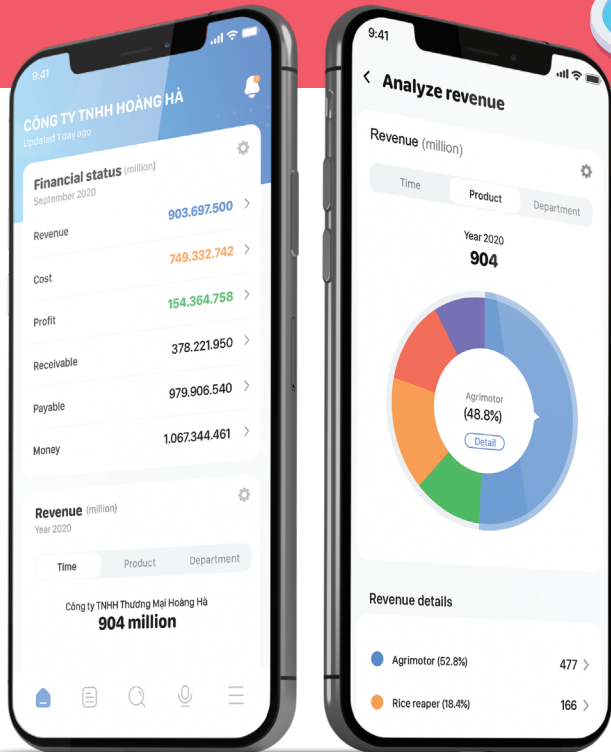 9:41
CÔNG TY TNHH HOÀNG HÀ
Updated 1 day ago
Financial status (million)
September 2020
Revenue 903.697.500
Cost 749.332.742
Profit 154.364.758
Receivable 378.221.950
Payable 979.906.540
Money 1.067.344.461
Revenue (million)
Year 2020
Time Product Department
Công ty TNHH Thương Mại Hoàng Hà
904 million
9:41
Analyze revenue
Revenue (million)
Time Product Department
Year 2020
904
Agrimotor
(48.8%)
Detail
Revenue details
Agrimotor (52.8%) 477
Rice reaper (18.4%) 166